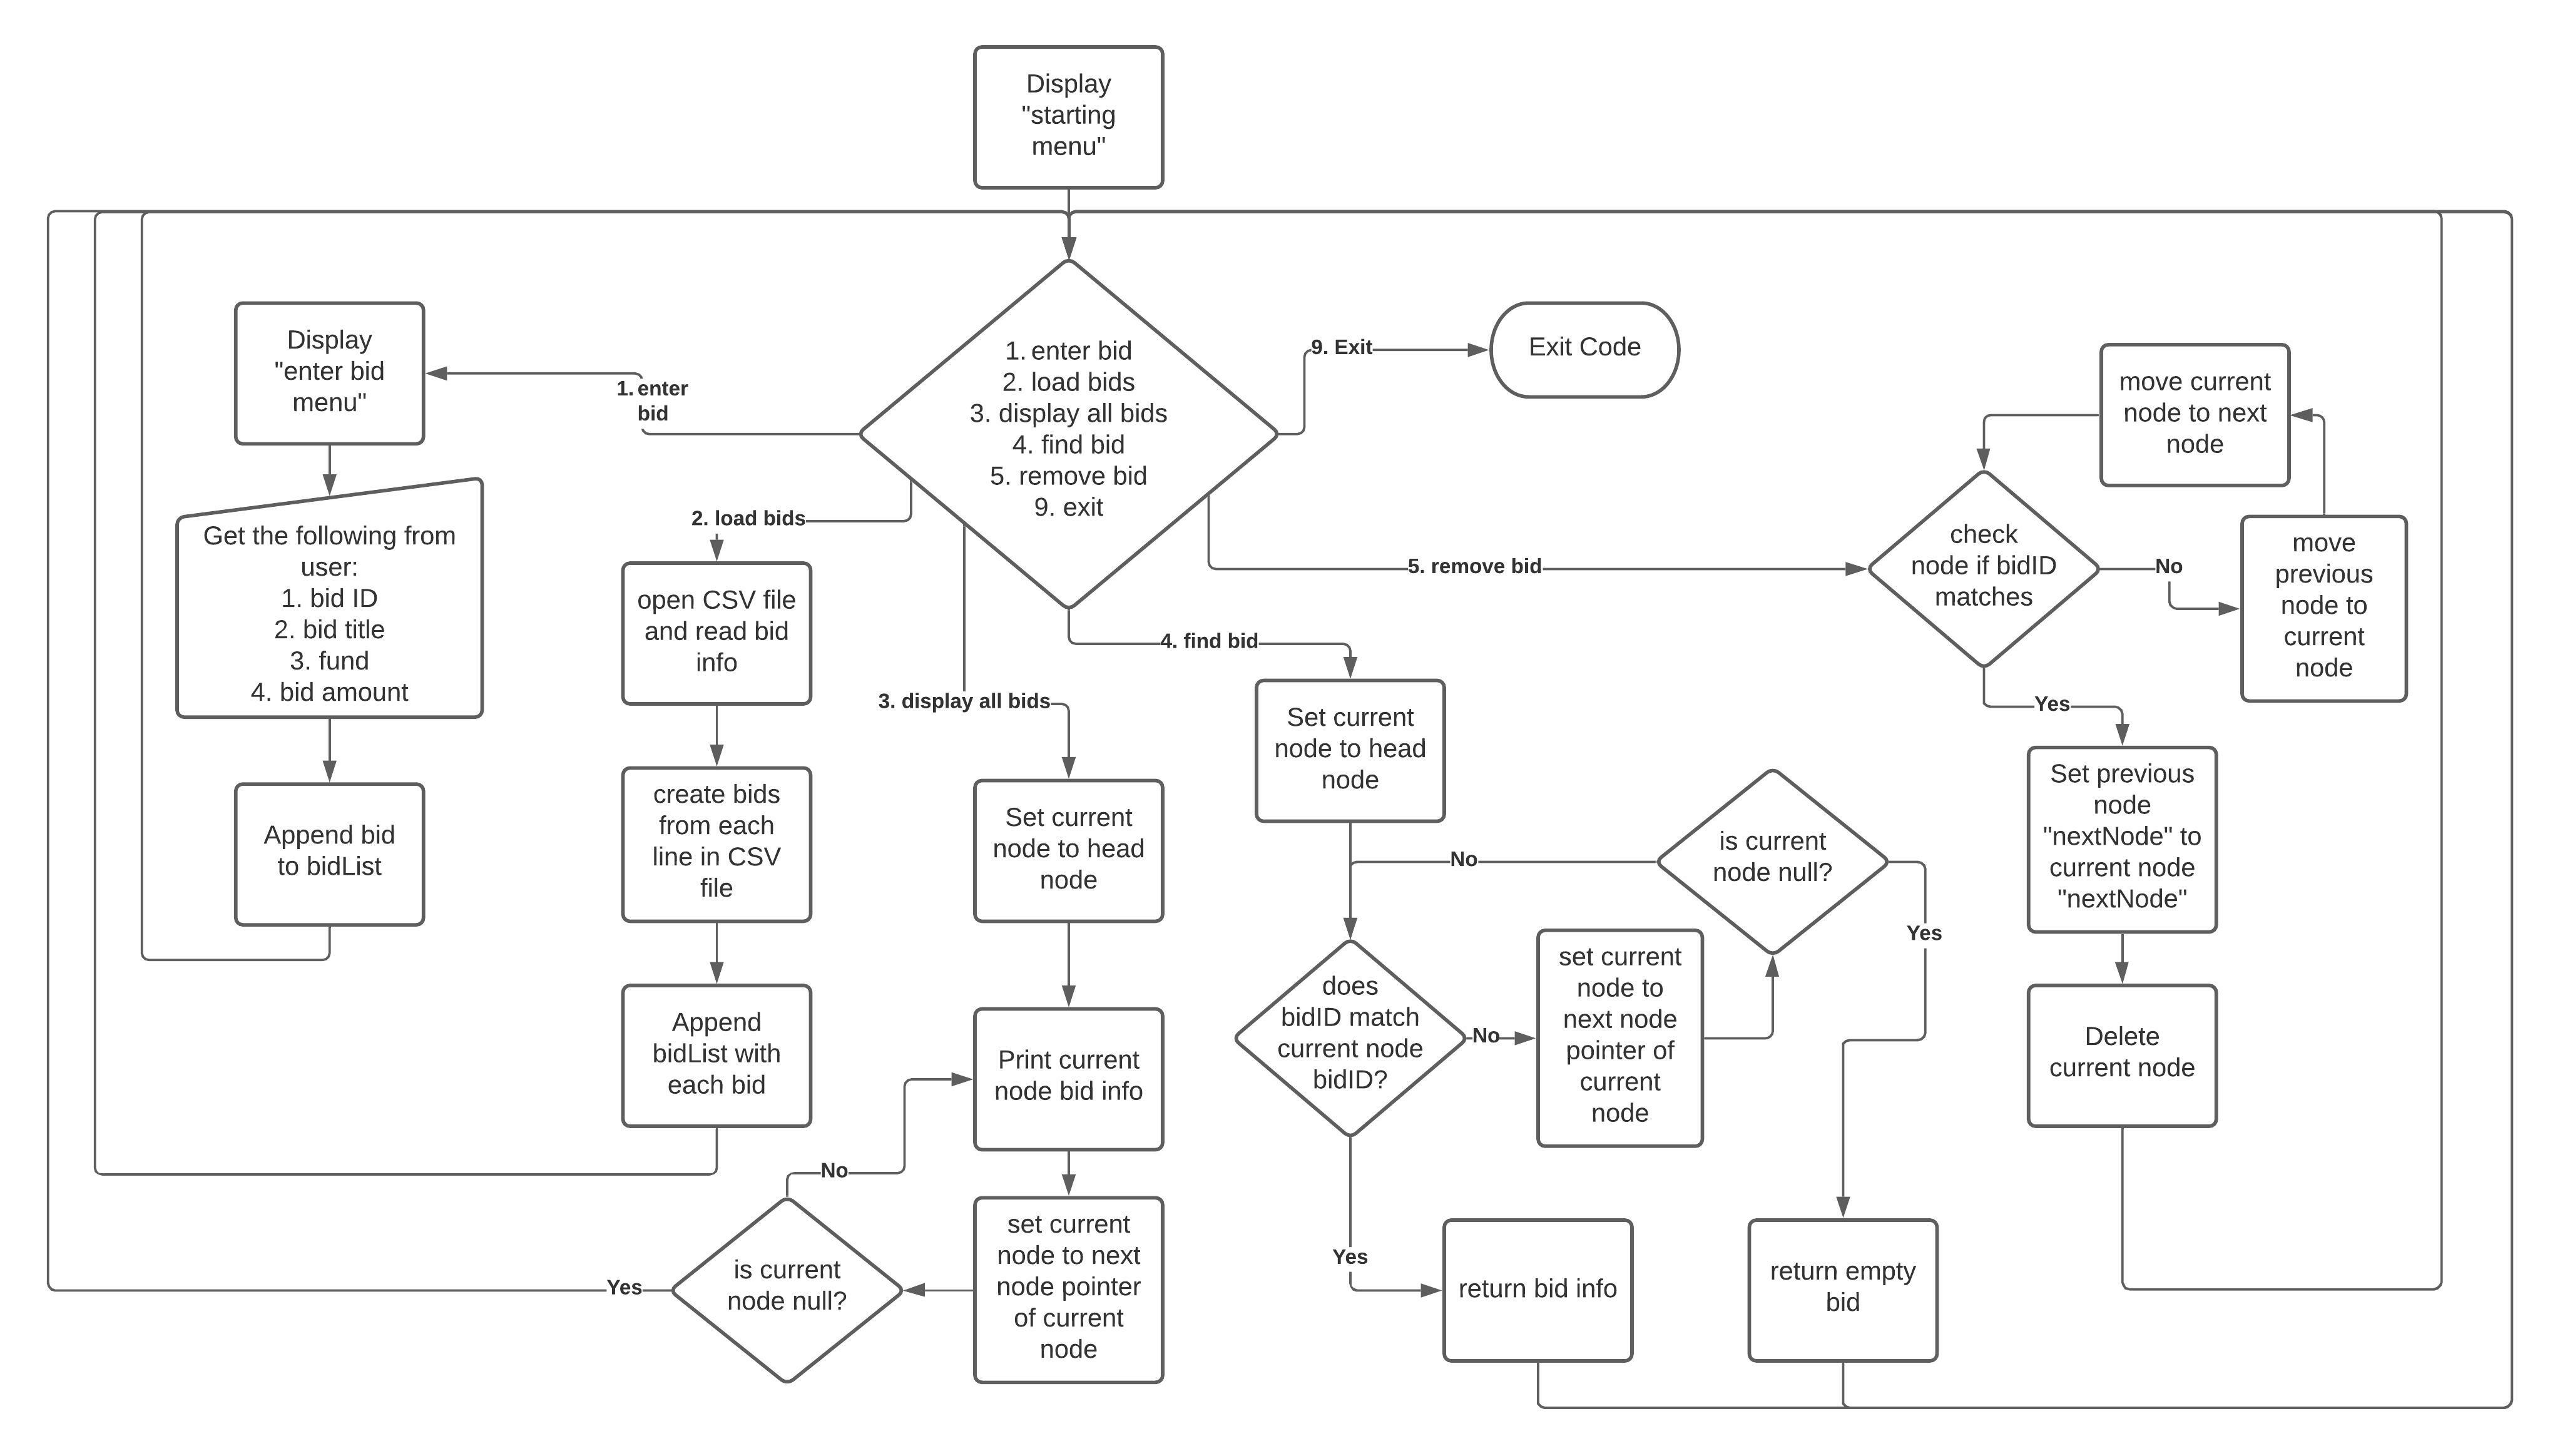 Display
"starting
menu"
Display
"enter bid
menu"
1. enter
bid
1. enter bid
2. load bids
3. display all bids
4. find bid
5. remove bid
9. exit
9. Exit
Exit Code
move current
node to next
node
Get the following from
user:
1. bid ID
2. bid title
3. fund
4. bid amount
2. load bids
open CSV file
and read bid
info
3. display all bids
4. find bid
5. remove bid
check
node if bidID
matches
No
move
previous
node to
current
node
Yes
Append bid
to bidList
create bids
from each
line in CSV
file
Set current
node to head
node
Set current
node to head
node
No
is current
node null?
Yes
Set previous
node
"nextNode" to
current node
"nextNode"
Append
bidList with
each bid
Print current
node bid info
does
bidID match
current node
bidID?
No
set current
node to
next node
pointer of
current
node
Delete
current node
No
Yes
is current
node null?
set current
node to next
node pointer
of current
node
Yes
return bid info
return empty
bid